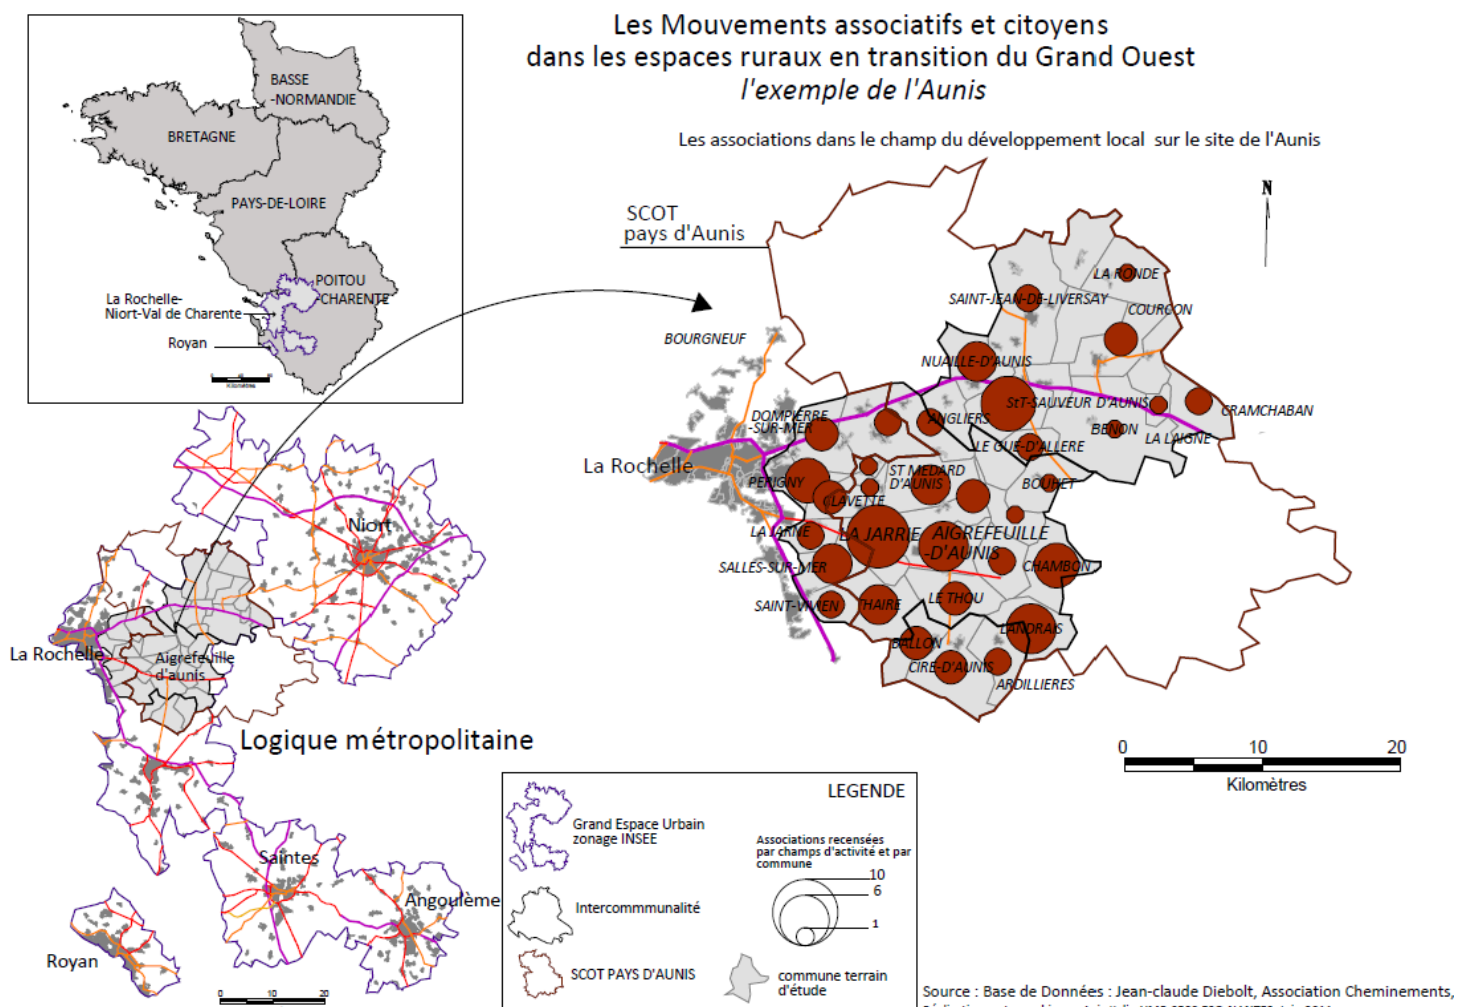 Les Mouvements associatifs et citoyens
dans les espaces ruraux en transition du Grand Ouest
l'exemple de l'Aunis
Les associations dans le champ du développement local sur le site de l'Aunis
BASSE
-NORMANDIE
BRETAGNE
PAYS-DE-LOIRE
POITOU
-CHARENTE
La Rochelle-
Niort-Val de Charente
Royan
Kilomètres
SCOT
pays d'Aunis
N
LA RONDE
SAINT-JEAN-DE-LIVERSAY
COURCON
BOURGNEUF
NUAILLE-D'AUNIS
StT-SAUVEUR D'AUNIS
CRAMCHABAN
DOMPIERRE
-SUR-MER
ANGLIERS
BENON
LA LAIGNE
LE GUE-D'ALLERE
La Rochelle
ST MEDARD
D'AUNIS
PERIGNY
CLAVETTE
BOUHET
LA JARNE
LA JARRIE
AIGREFEUILLE
-D'AUNIS
SALLES-SUR-MER
CHAMBON
SAINT-VIVIEN
THAIRE
LE THOU
LANDRAIS
BALLON
CIRE-D'AUNIS
ARDILLIERES
0 10 20
Kilomètres
Niort
La Rochelle
Aigrefeuille
d'aunis
Logique métropolitaine
Saintes
Angoulème
Royan
0 10 20
LEGENDE
Grand Espace Urbain
zonage INSEE
Associations recensées
par champs d'activité et par
commune
10
6
1
Intercommmunalité
SCOT PAYS D'AUNIS
commune terrain
d'étude
Source : Base de Données : Jean-claude Diebolt, Association Cheminements,